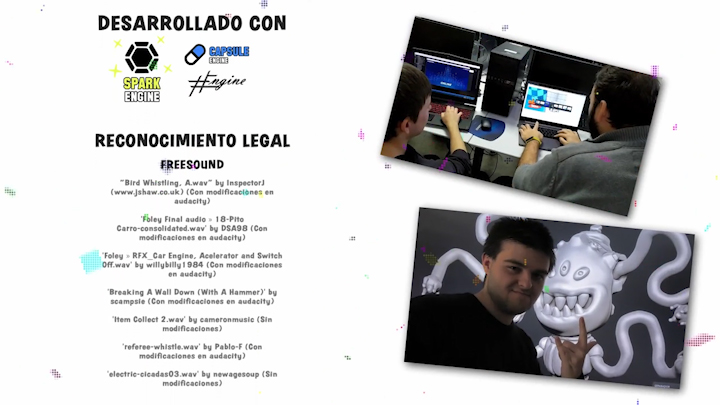 DESARROLLADO CON
SPARK
ENGINE
CAPSULE
ENGINE
#Engine
RECONOCIMIENTO LEGAL
FREESOUND
"Bird Whistling, A.wav" by InspectorJ
(www.jshaw.co.uk) (Con modificaciones en
audacity)
'Foley Final audio » 18-Pito
Carro-consolidated.wav' by DSA98 (Con
modificaciones en audacity)
'Foley » RFX_Car Engine, Acelerator and Switch
Off.wav' by willybilly1984 (Con modificaciones
en audacity)
'Breaking A Wall Down (With A Hammer)' by
scampsie (Con modificaciones en audacity)
'Item Collect 2.wav' by cameronmusic (Sin
modificaciones)
'referee-whistle.wav' by Pablo-F (Con
modificaciones en audacity)
'electric-cicadas03.wav' by newagesoup (Sin
modificaciones)